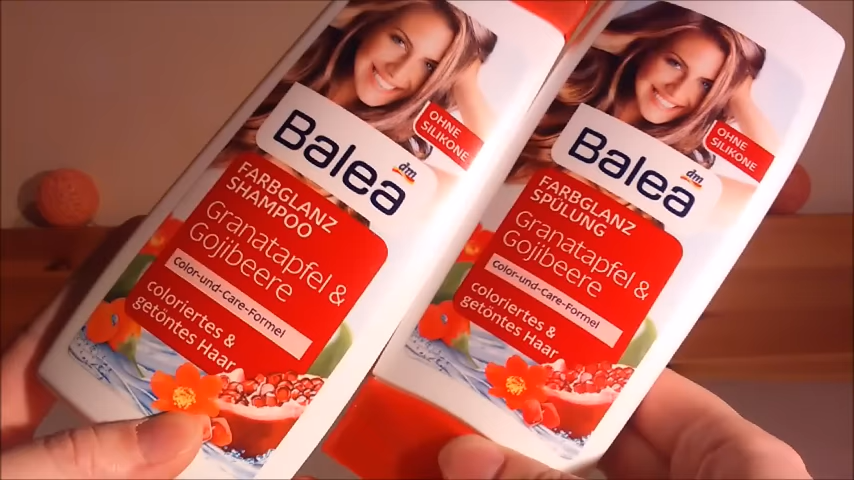 OHNE
SILIKONE
Balea
dm
FARBGLANZ
SHAMPOO
Granatapfel &
Gojibeere
Color-und-Care-Formel
coloriertes &
getöntes Haar
OHNE
SILIKONE
Balea
dm
FARBGLANZ
SPÜLUNG
Granatapfel &
Gojibeere
Color-und-Care-Formel
coloriertes &
getöntes Haar